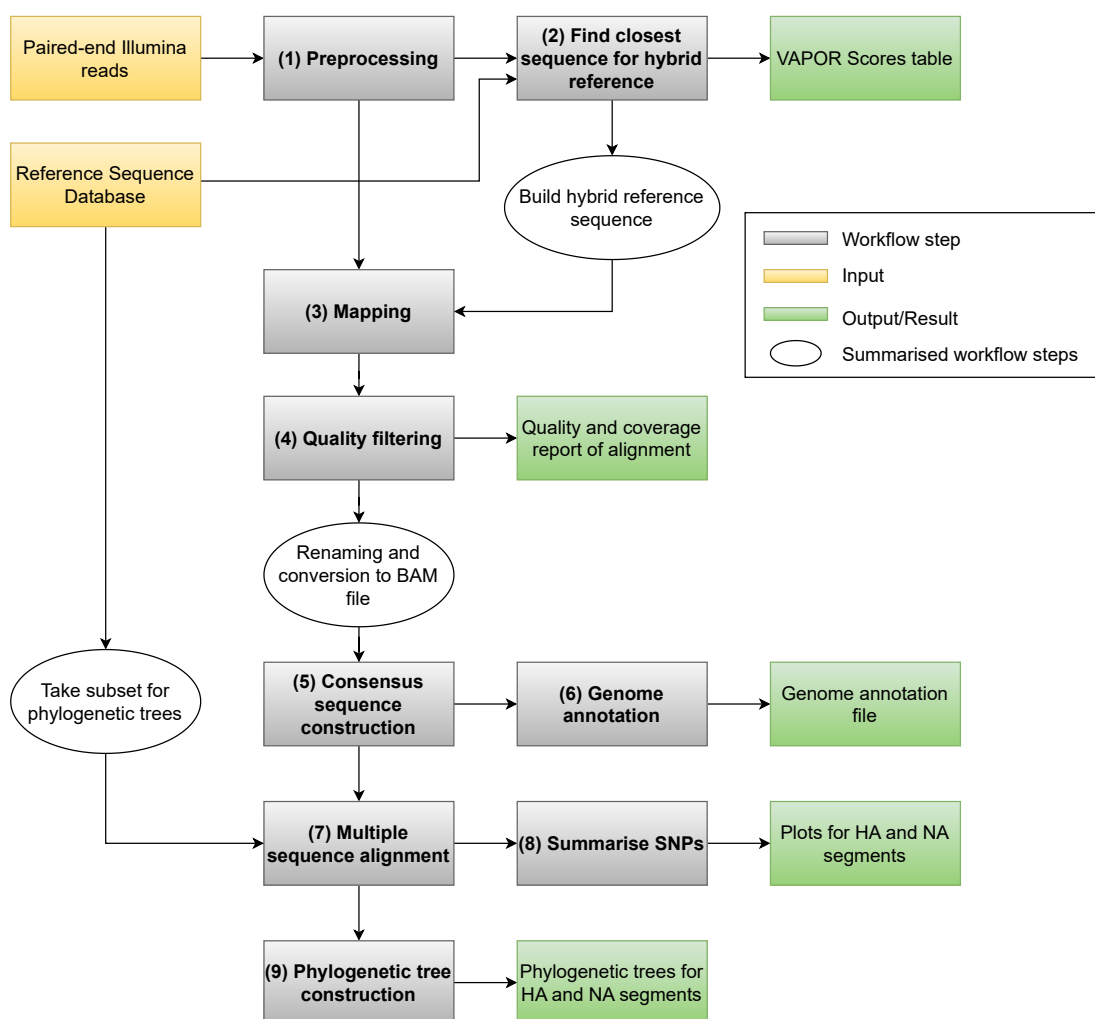 Paired-end Illumina
reads
(1) Preprocessing
(2) Find closest
sequence for hybrid
reference
VAPOR Scores table
Reference Sequence
Database
Build hybrid reference
sequence
Workflow step
Input
Output/Result
Summarised workflow steps
(3) Mapping
(4) Quality filtering
Quality and coverage
report of alignment
Renaming and
conversion to BAM
file
Take subset for
phylogenetic trees
(5) Consensus
sequence
construction
(6) Genome
annotation
Genome annotation
file
(7) Multiple
sequence alignment
(8) Summarise SNPs
Plots for HA and NA
segments
(9) Phylogenetic tree
construction
Phylogenetic trees for
HA and NA segments